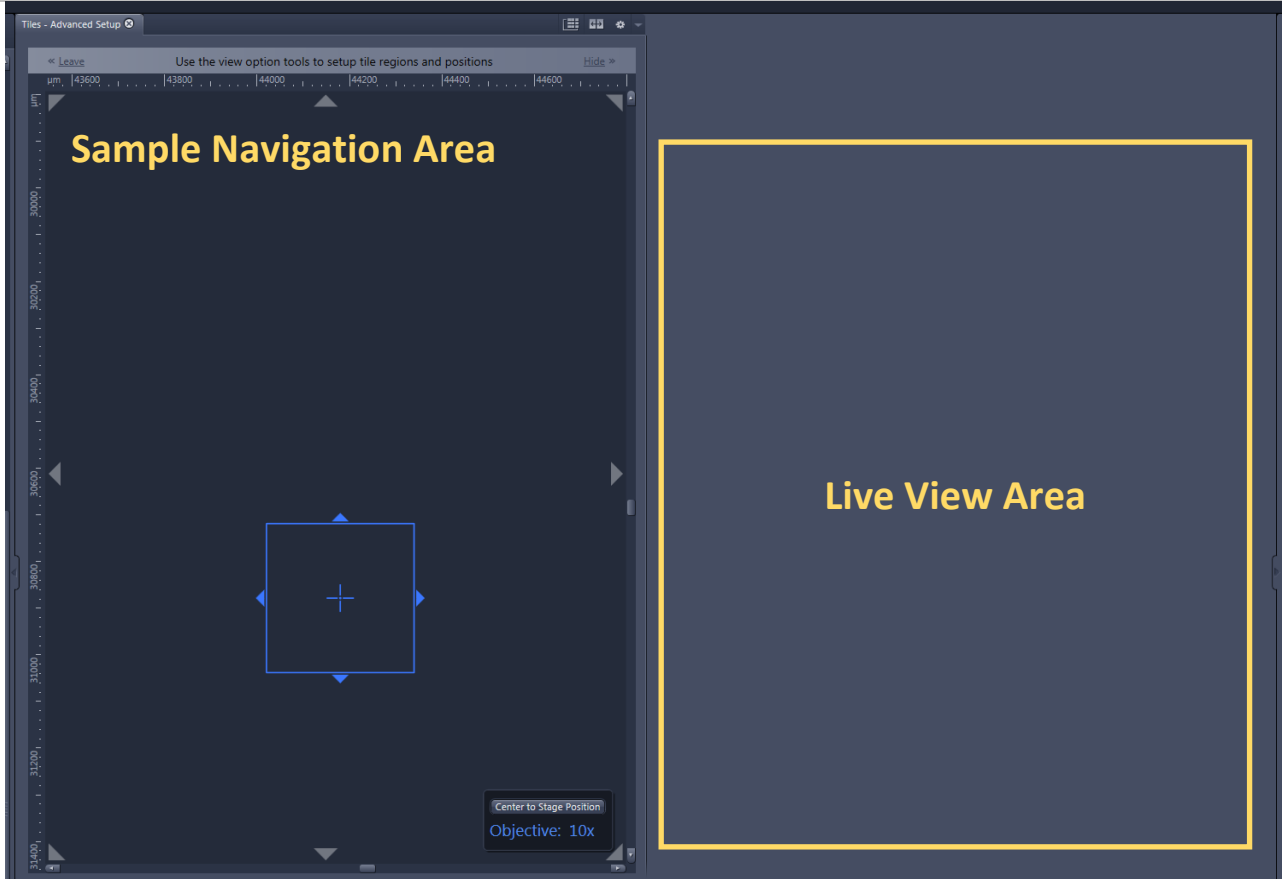 Tiles - Advanced Setup
« Leave Use the view option tools to setup tile regions and positions Hide »
µm 43600 43800 44000 44200 44400 44600
µm
Sample Navigation Area
30000
30200
30400
30600
Live View Area
30800
31000
31200
Center to Stage Position
Objective: 10x
31400